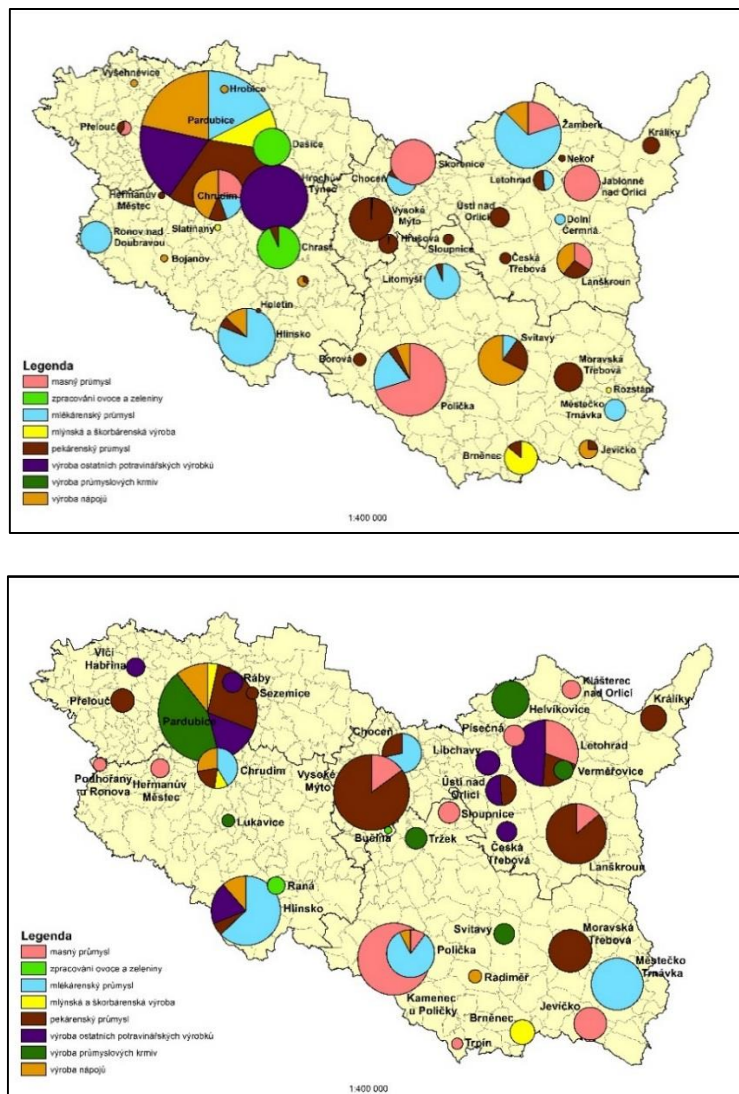 Vyšehněvice
Hrobice
Pardubice
Přelouč
Dašice
Žamberk
Králíky
Skořenice
Nekoř
Choceň
Letohrad
Jablonné
nad Orlicí
Heřmanův
Městec
Chrudim
Hrochův
Týnec
Vysoké
Mýto
Ústí nad
Orlicí
Dolní
Čermná
Ronov nad
Doubravou
Slatiňany
Bojanov
Chrast
Hrušová
Sloupnice
Česká
Třebová
Lanškroun
Litomyšl
Holetín
Hlinsko
Borová
Svitavy
Moravská
Třebová
Polička
Rozstání
Městečko
Trnávka
Brněnec
Jevíčko
Legenda
masný průmysl
zpracování ovoce a zeleniny
mlékárenský průmysl
mlýnská a škorbárenská výroba
pekárenský průmysl
výroba ostatních potravinářských výrobků
výroba průmyslových krmiv
výroba nápojů
1:400 000
Vlčí
Habřina
Ráby
Sezemice
Přelouč
Pardubice
Klášterec
nad Orlicí
Helvíkovice
Králíky
Písečná
Letohrad
Choceň
Libchavy
Verměřovice
Podhořany
u Ronova
Heřmanův
Městec
Chrudim
Vysoké
Mýto
Ústí nad
Orlicí
Sloupnice
Lukavice
Bučina
Tržek
Česká
Třebová
Lanškroun
Raná
Hlinsko
Svitavy
Moravská
Třebová
Polička
Radiměř
Městečko
Trnávka
Kamenec
u Poličky
Brněnec
Jevíčko
Trpín
Legenda
masný průmysl
zpracování ovoce a zeleniny
mlékárenský průmysl
mlýnská a škorbárenská výroba
pekárenský průmysl
výroba ostatních potravinářských výrobků
výroba průmyslových krmiv
výroba nápojů
1:400 000